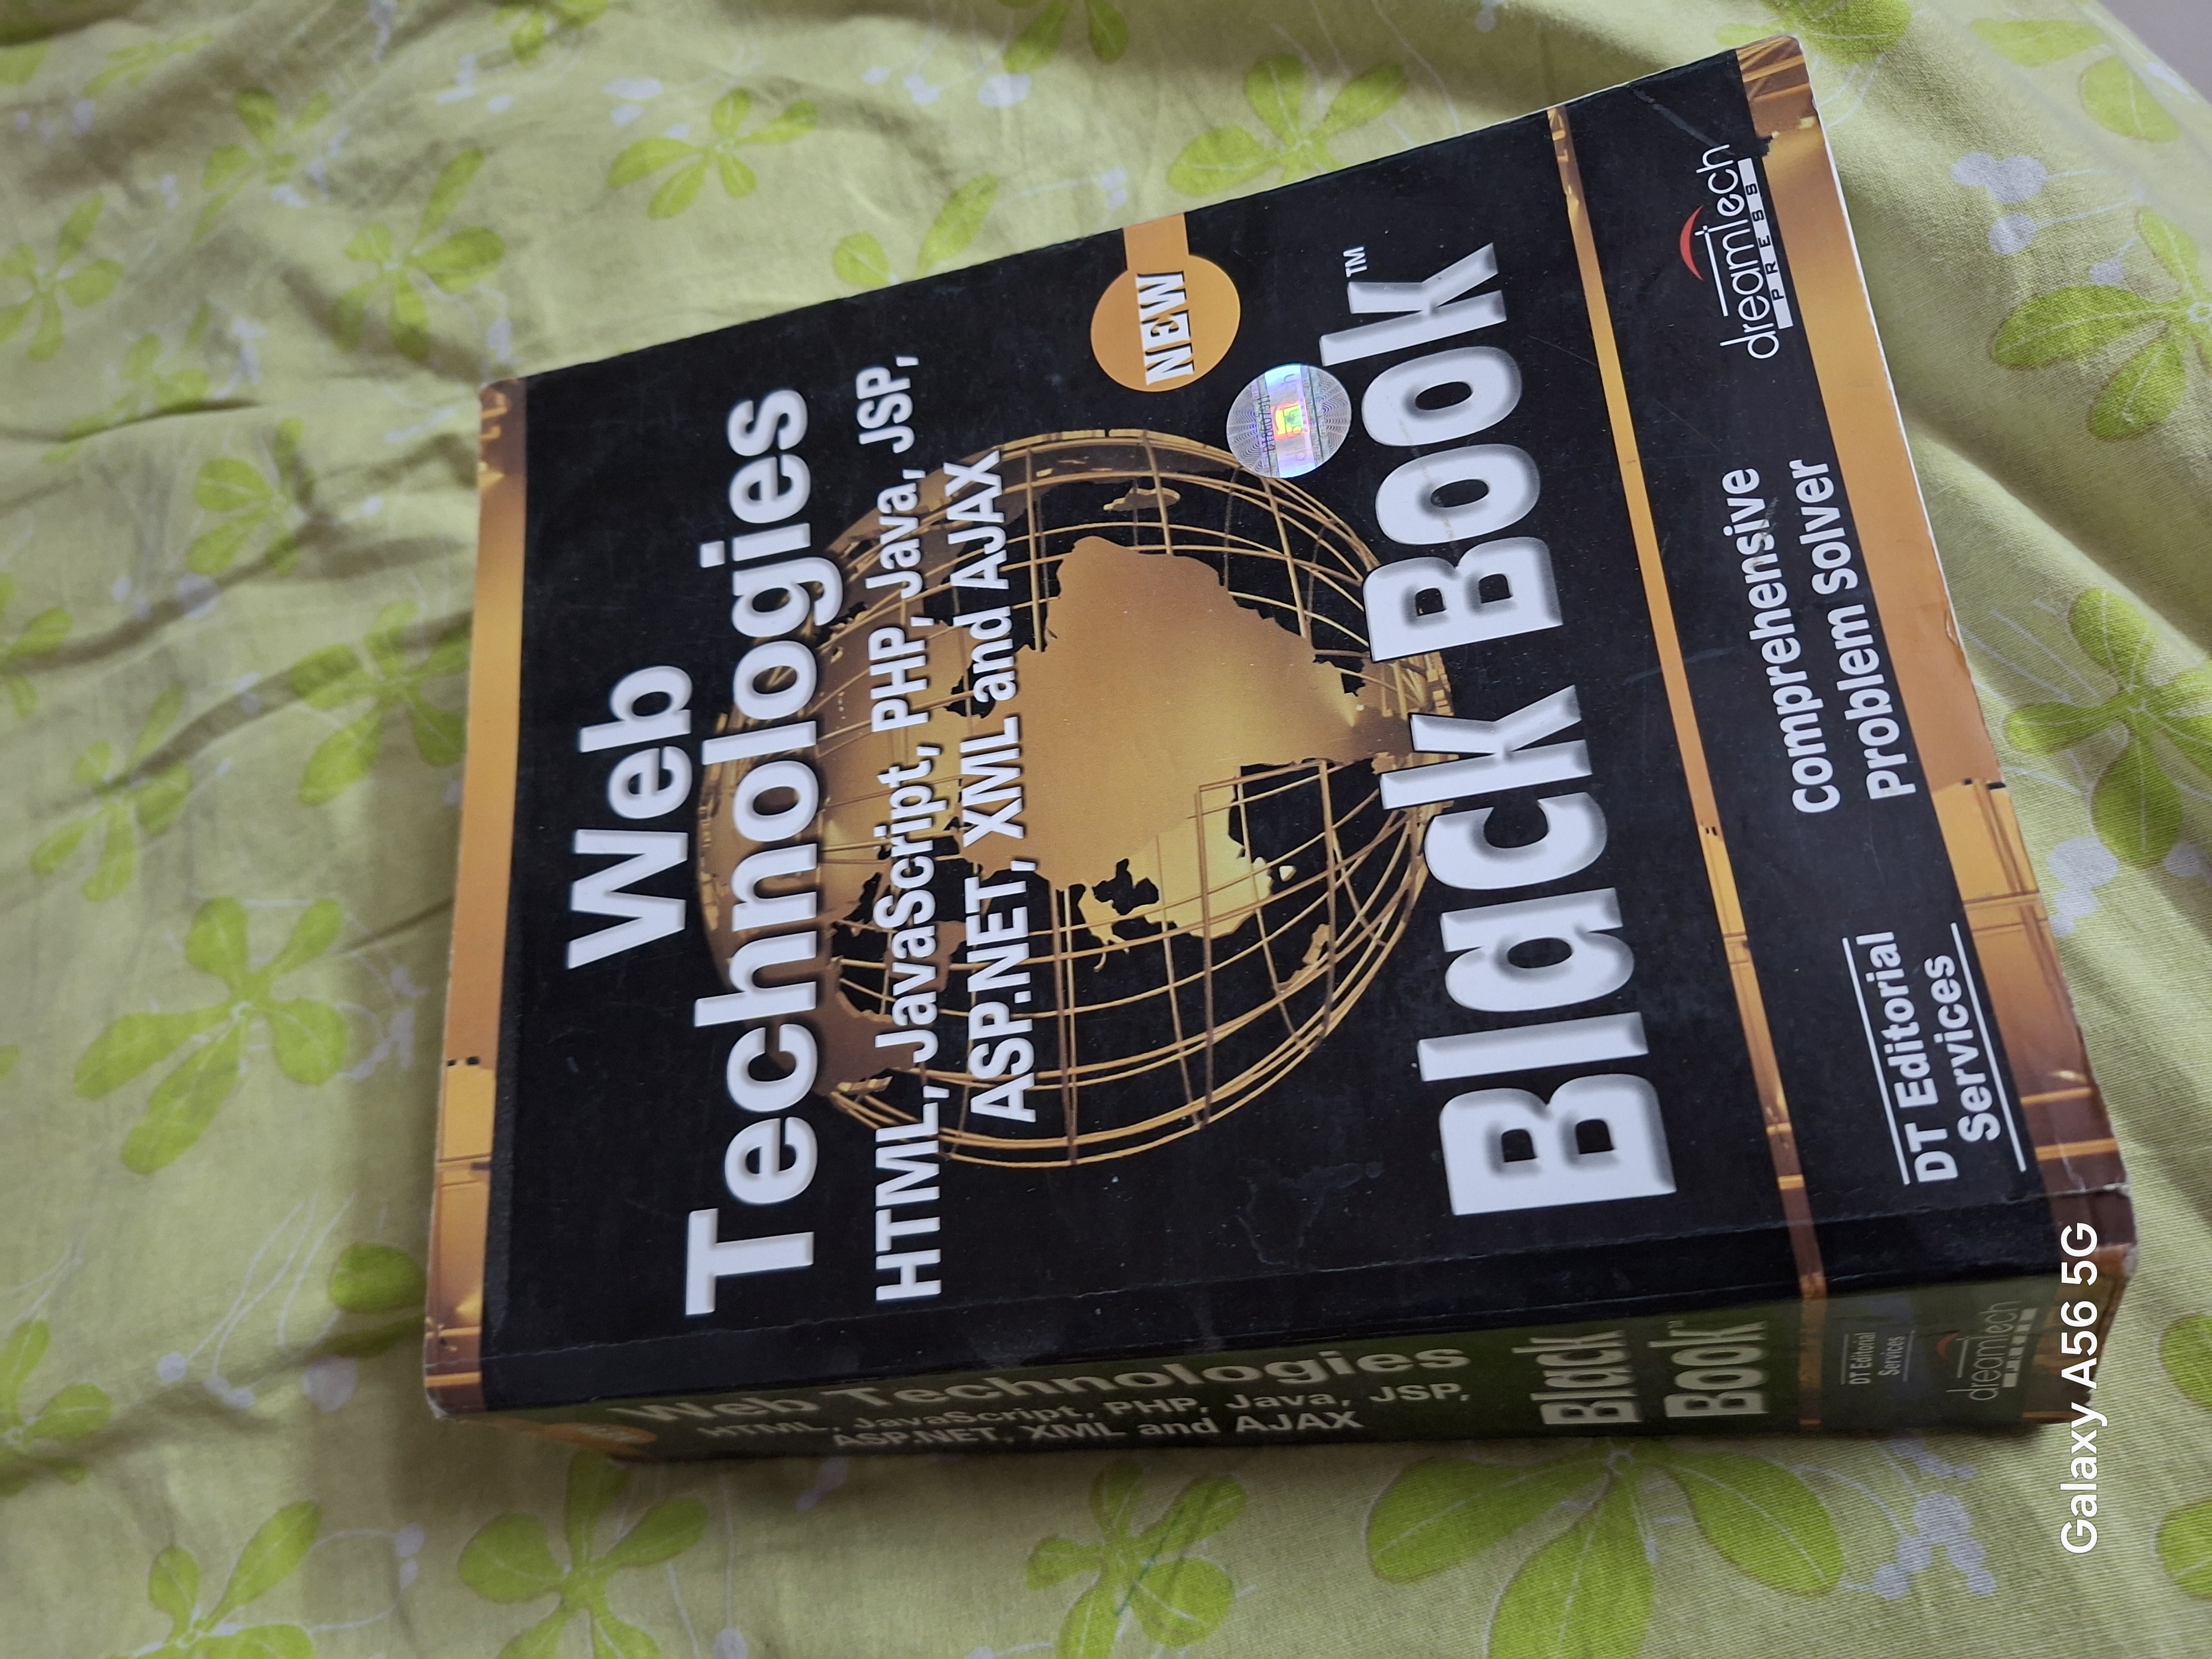 Web
Technologies
HTML, JavaScript, PHP, Java, JSP,
ASP.NET, XML and AJAX
NEW
Black Book™
Comprehensive
Problem Solver
DT Editorial
Services
dreamtech
PRESS
Web Technologies
HTML, JavaScript, PHP, Java, JSP,
ASP.NET, XML and AJAX
Black
Book™
DT Editorial
Services
dreamtech
Galaxy A56 5G